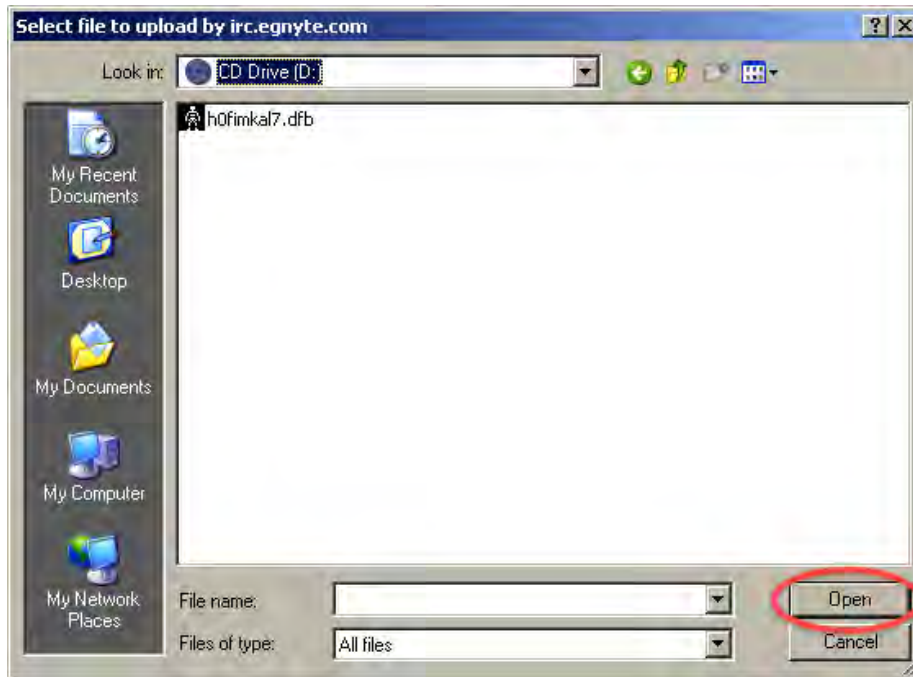 Select file to upload by irc.egnyte.com
Look in:
CD Drive (D:)
h0fimkal7.dfb
My Recent
Documents
Desktop
My Documents
My Computer
My Network
Places
File name:
Open
Files of type:
All files
Cancel